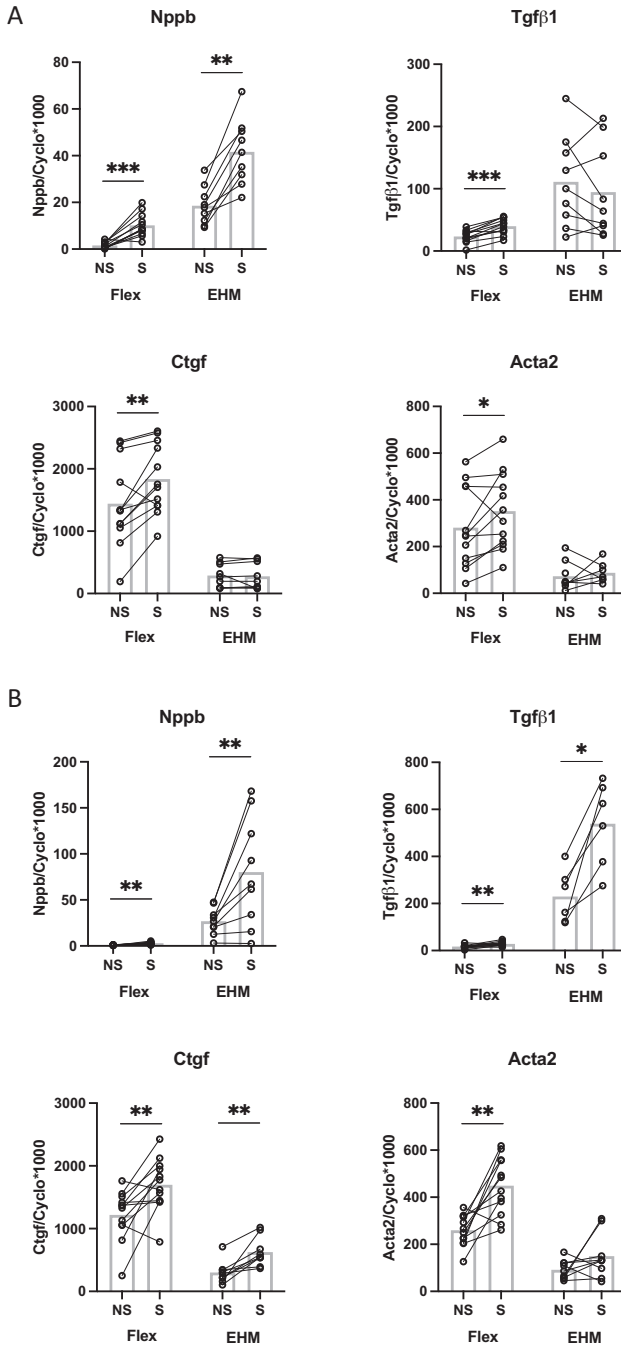 A
Nppb
Nppb/Cyclo*1000
80
60
40
20
0
***
**
NS S NS S
Flex EHM
Tgfβ1
Tgfβ1/Cyclo*1000
300
200
100
0
***
NS S NS S
Flex EHM
Ctgf
Ctgf/Cyclo*1000
3000
2000
1000
0
**
NS S NS S
Flex EHM
Acta2
Acta2/Cyclo*1000
800
600
400
200
0
*
NS S NS S
Flex EHM
B
Nppb
Nppb/Cyclo*1000
200
150
100
50
0
**
**
NS S NS S
Flex EHM
Tgfβ1
Tgfβ1/Cyclo*1000
800
600
400
200
0
**
*
NS S NS S
Flex EHM
Ctgf
Ctgf/Cyclo*1000
3000
2000
1000
0
**
**
NS S NS S
Flex EHM
Acta2
Acta2/Cyclo*1000
800
600
400
200
0
**
NS S NS S
Flex EHM